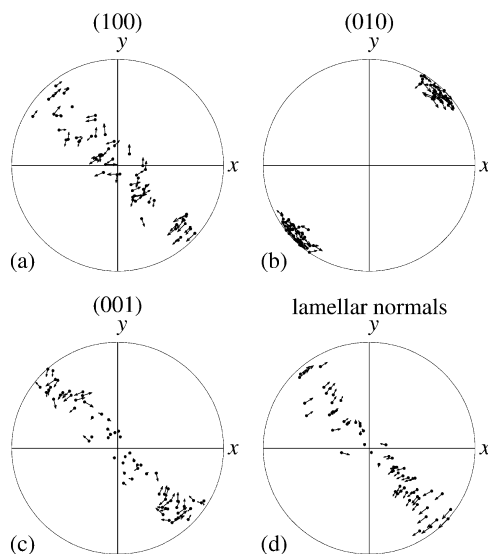 (100)
y
x
(a)
(010)
y
x
(b)
(001)
y
x
(c)
lamellar normals
y
x
(d)